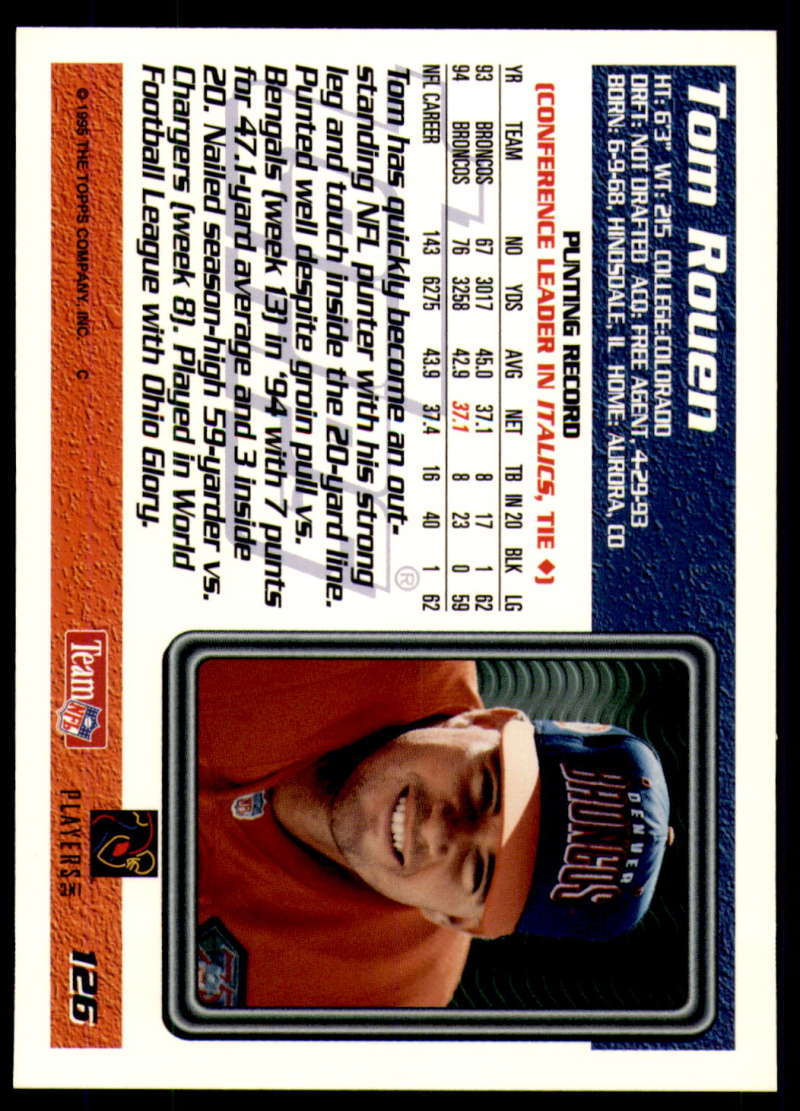 Tom Rouen
HT: 6'3" WT: 215 COLLEGE: COLORADO
DRFT: NOT DRAFTED ACQ: FREE AGENT, 4-29-93
BORN: 6-9-68, HINSDALE, IL HOME: AURORA, CO
PUNTING RECORD
(CONFERENCE LEADER IN ITALICS, TIE ♦)
YR TEAM NO YDS AVG NET TB IN 20 BLK LG
93 BRONCOS 67 3017 45.0 37.1 8 17 1 62
94 BRONCOS 76 3258 42.9 37.1 8 23 0 59
NFL CAREER 143 6275 43.9 37.4 16 40 1 62
Tom has quickly become an out-
standing NFL punter with his strong
leg and touch inside the 20-yard line.
Punted well despite groin pull vs.
Bengals (week 13) in '94 with 7 punts
for 47.1-yard average and 3 inside
20. Nailed season-high 59-yarder vs.
Chargers (week 8). Played in World
Football League with Ohio Glory.
®
DENVER
BRONCOS
NFL
75
© 1995 THE TOPPS COMPANY, INC. C
Team NFL
PLAYERS INC
126